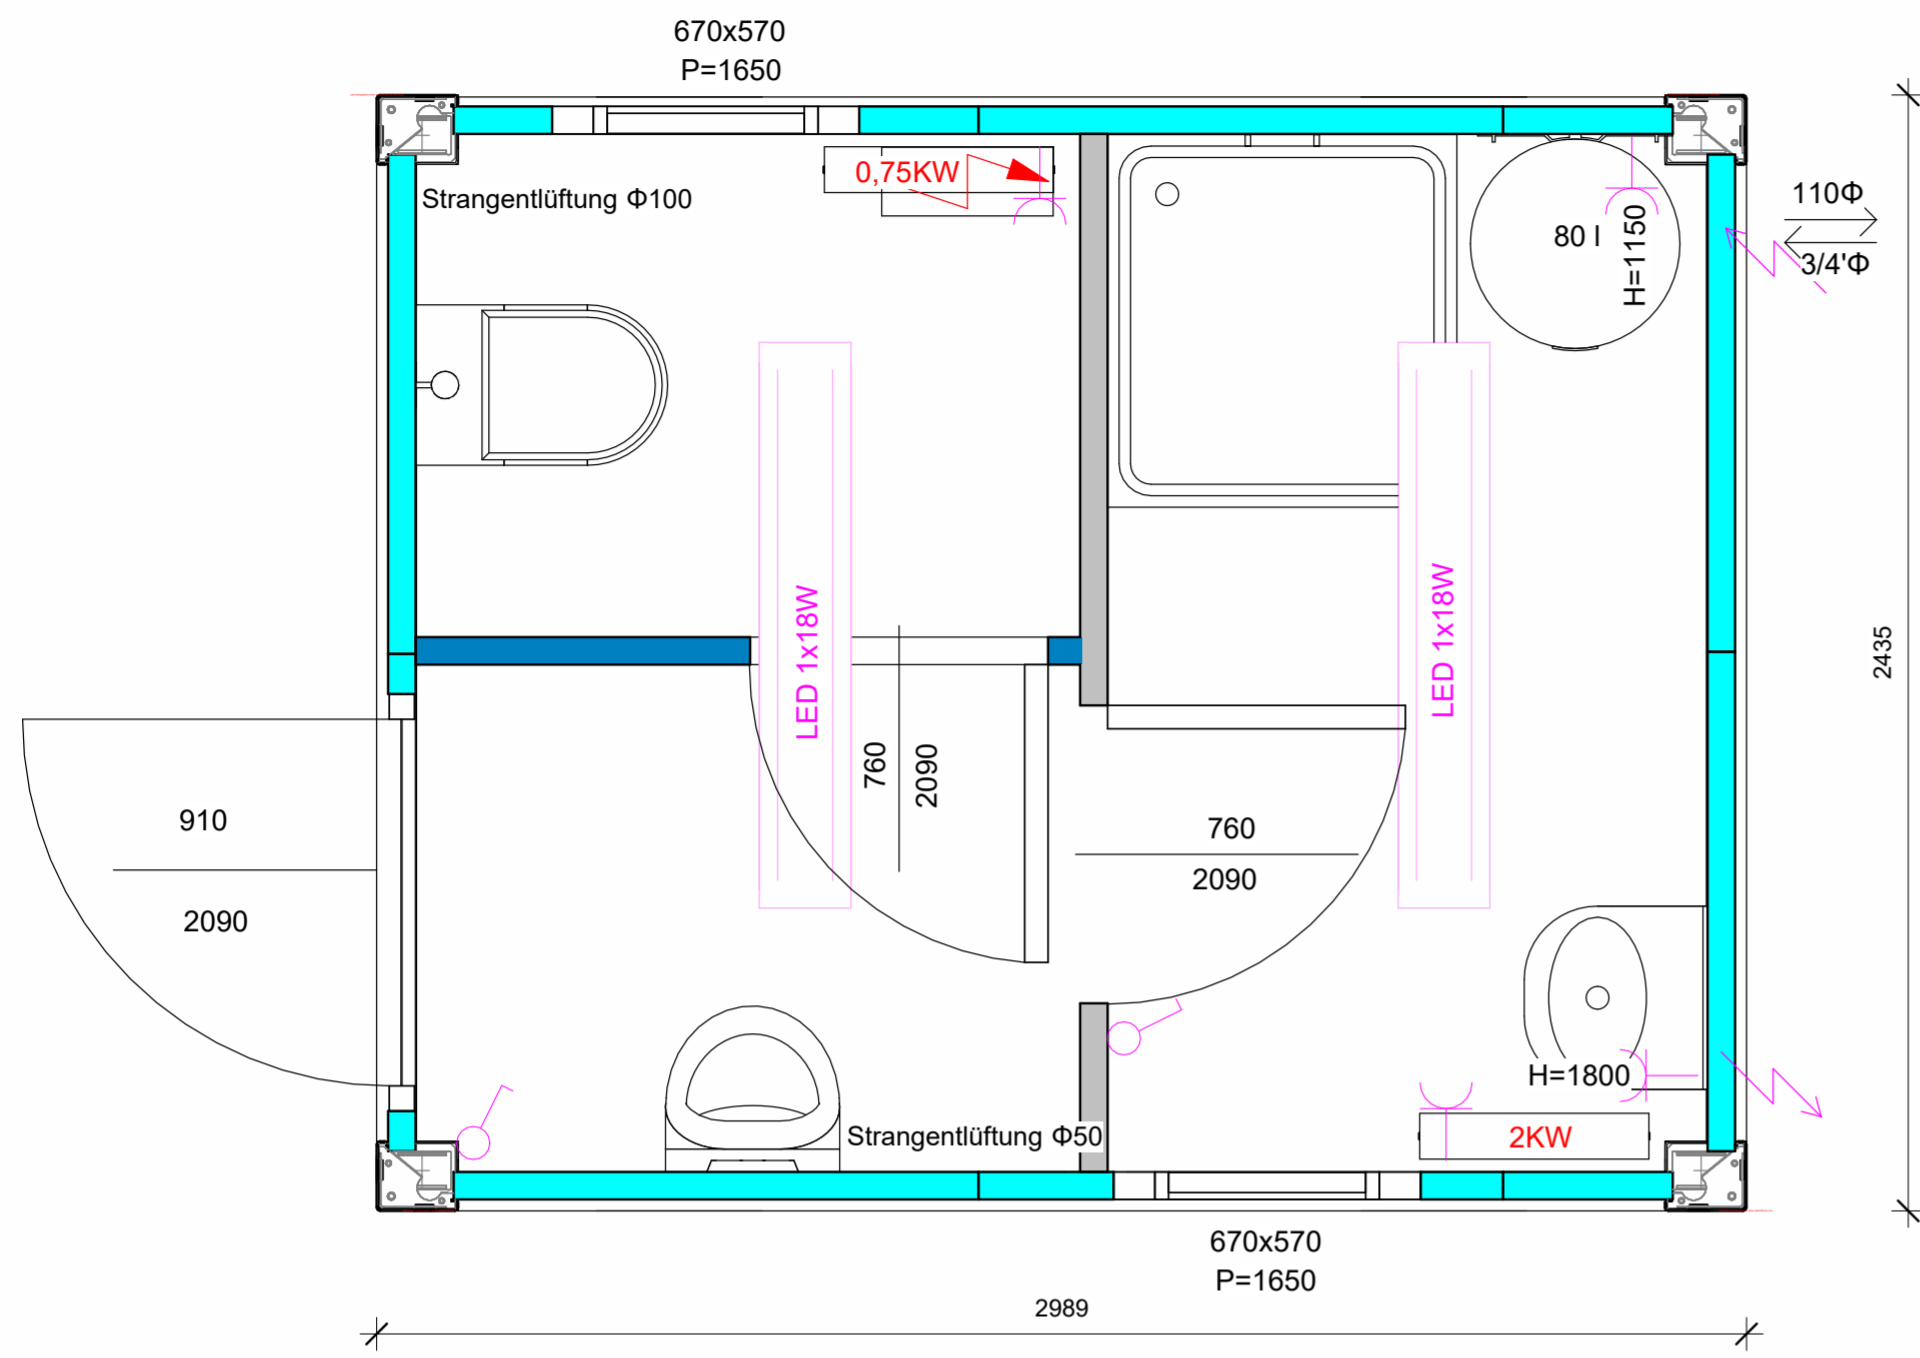 670x570
P=1650
0,75KW
Strangentlüftung Φ100
80 l
H=1150
110Φ
3/4'Φ
LED 1x18W
LED 1x18W
2435
760
2090
910
2090
760
2090
H=1800
Strangentlüftung Φ50
2KW
670x570
P=1650
2989